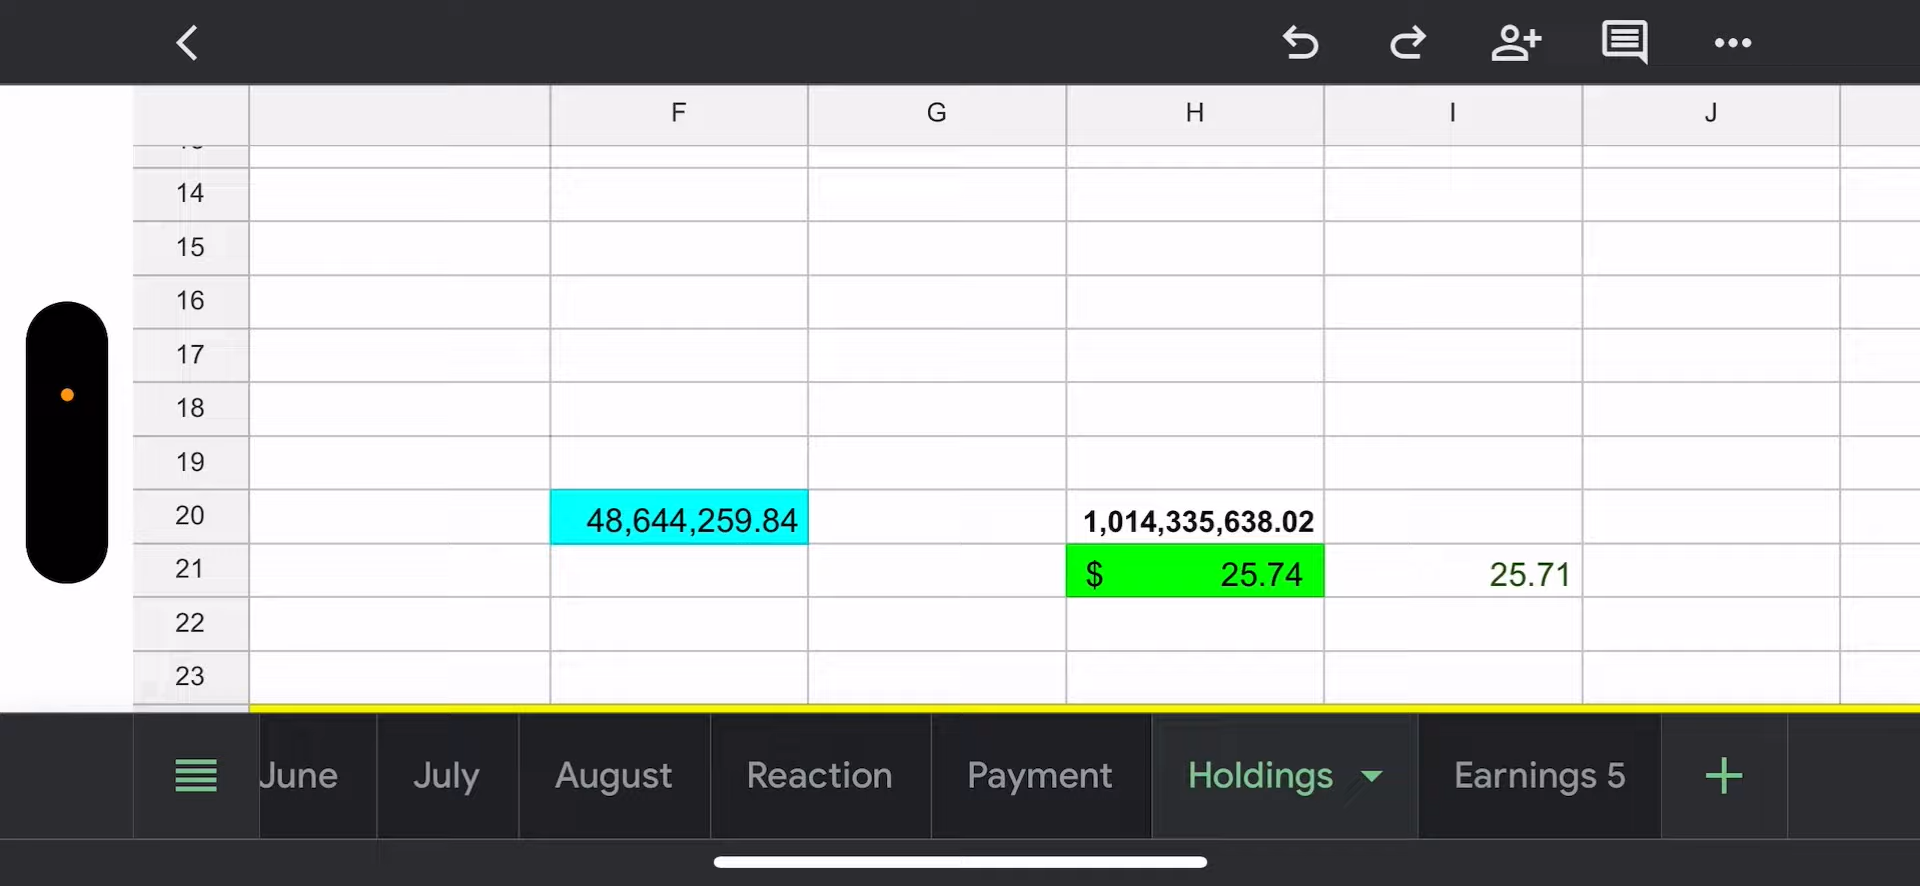 F G H I J
14
15
16
17
18
19
20 48,644,259.84 1,014,335,638.02
21 $ 25.74 25.71
22
23
June July August Reaction Payment Holdings Earnings 5